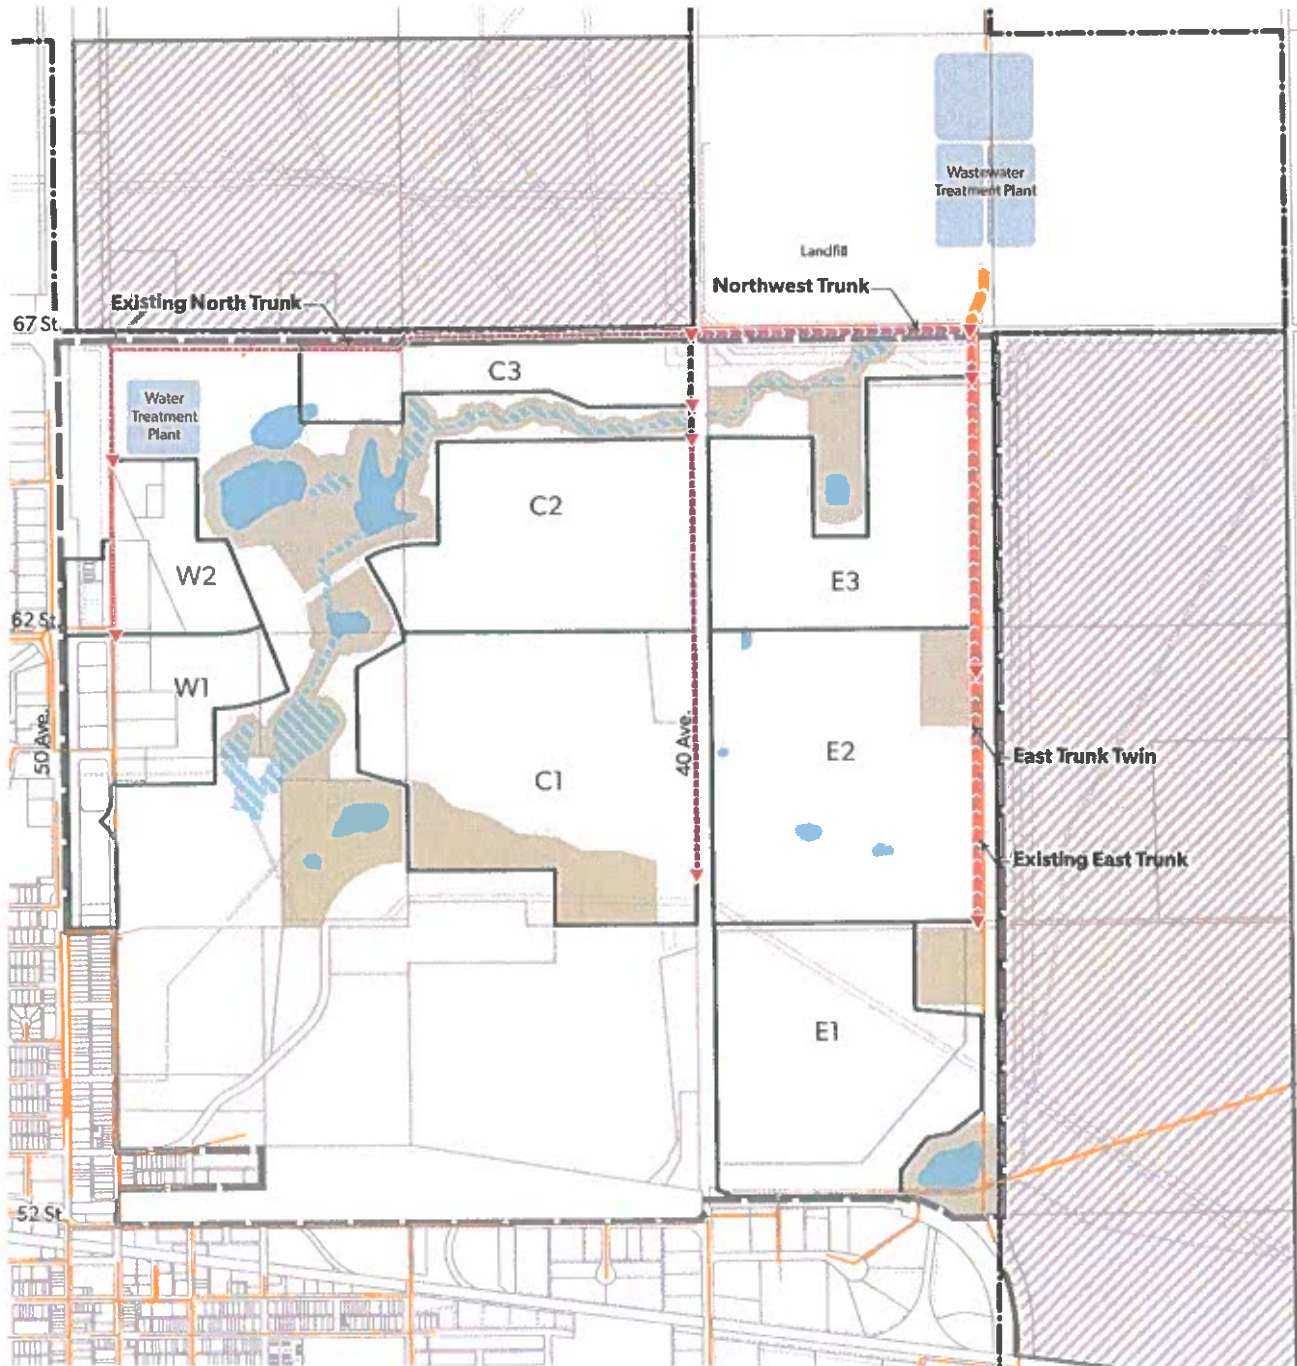 Wastewater
Treatment Plant
Landfill
Northwest Trunk
Existing North Trunk
67 St.
C3
Water
Treatment
Plant
C2
W2
E3
62 St.
W1
50 Ave.
40 Ave.
E2
East Trunk Twin
C1
Existing East Trunk
E1
52 St.